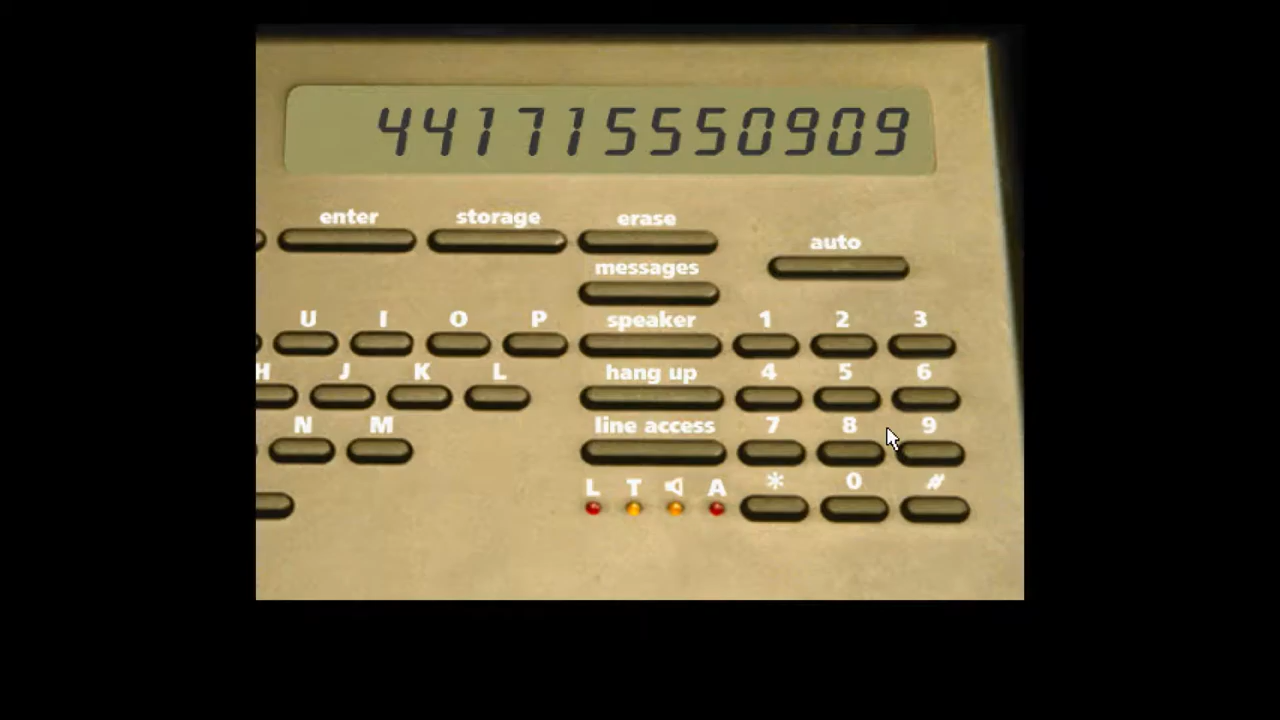 441715550909
enter storage erase
auto
messages
U I O P speaker 1 2 3
H J K L hang up 4 5 6
N M line access 7 8 9
L T A * 0 #